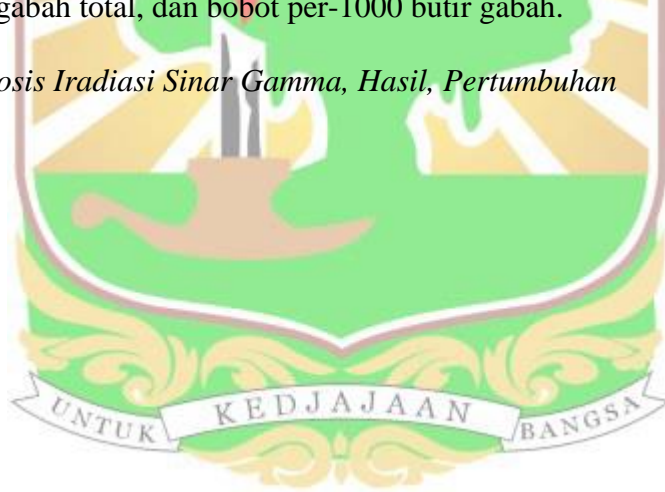 gabah total, dan bobot per-1000 butir gabah.
osis Iradiasi Sinar Gamma, Hasil, Pertumbuhan
UNTUK KEDJAJAAN BANGSA